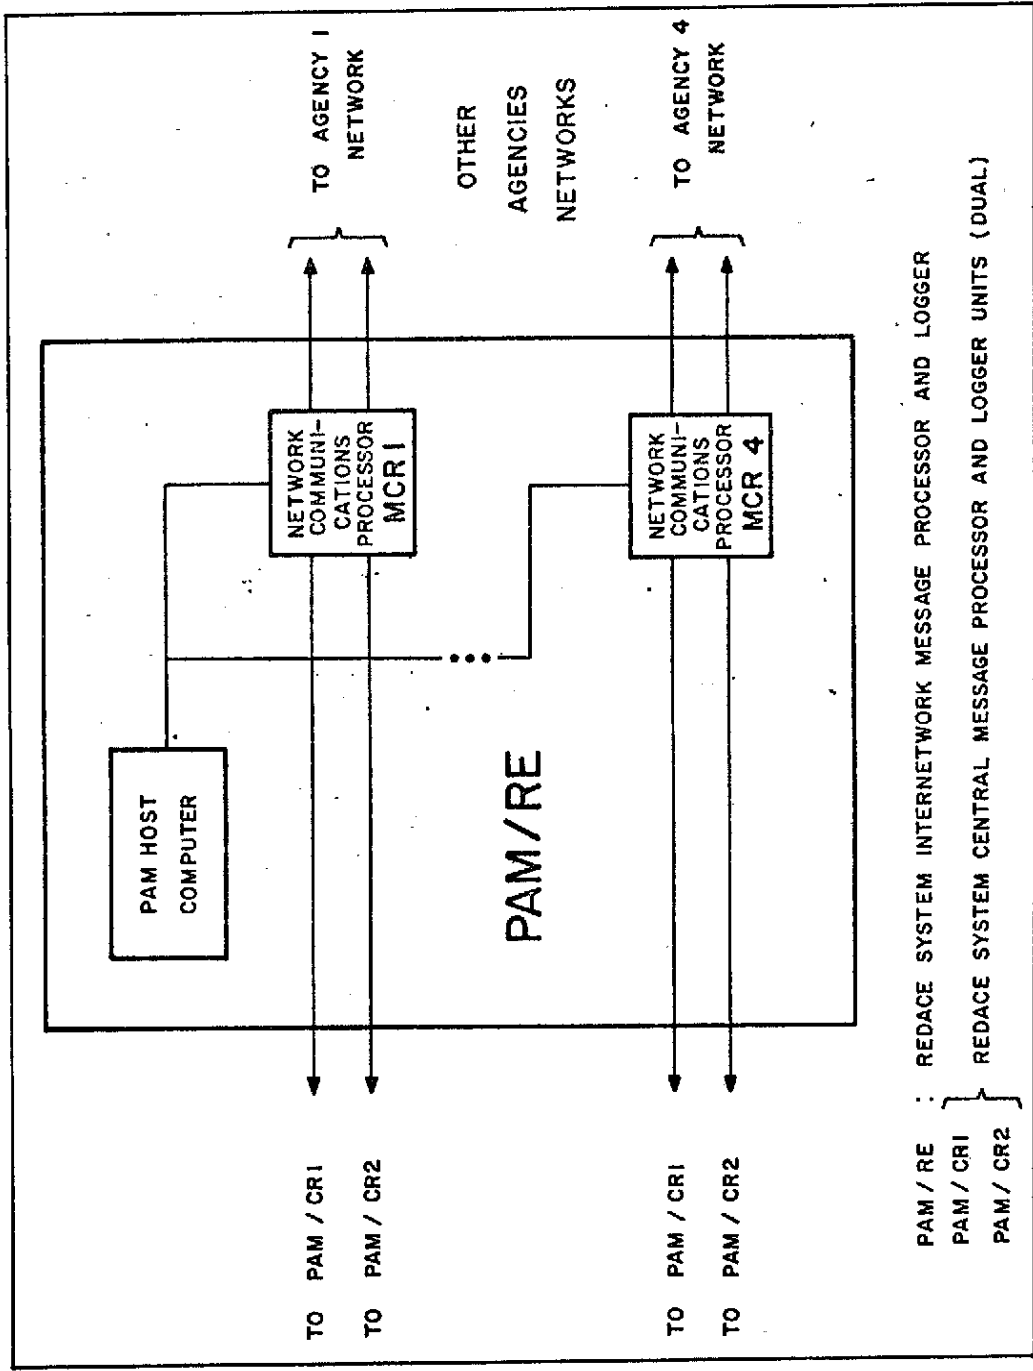 PAM HOST
COMPUTER
NETWORK
COMMUNI-
CATIONS
PROCESSOR
MCR1
TO PAM / CR1
TO PAM / CR2
TO AGENCY 1
NETWORK
OTHER
AGENCIES
NETWORKS
PAM/RE
NETWORK
COMMUNI-
CATIONS
PROCESSOR
MCR 4
TO PAM / CR1
TO PAM / CR2
TO AGENCY 4
NETWORK
PAM / RE : REDACE SYSTEM INTERNETWORK MESSAGE PROCESSOR AND LOGGER
PAM / CR1
PAM / CR2
REDACE SYSTEM CENTRAL MESSAGE PROCESSOR AND LOGGER UNITS (DUAL)